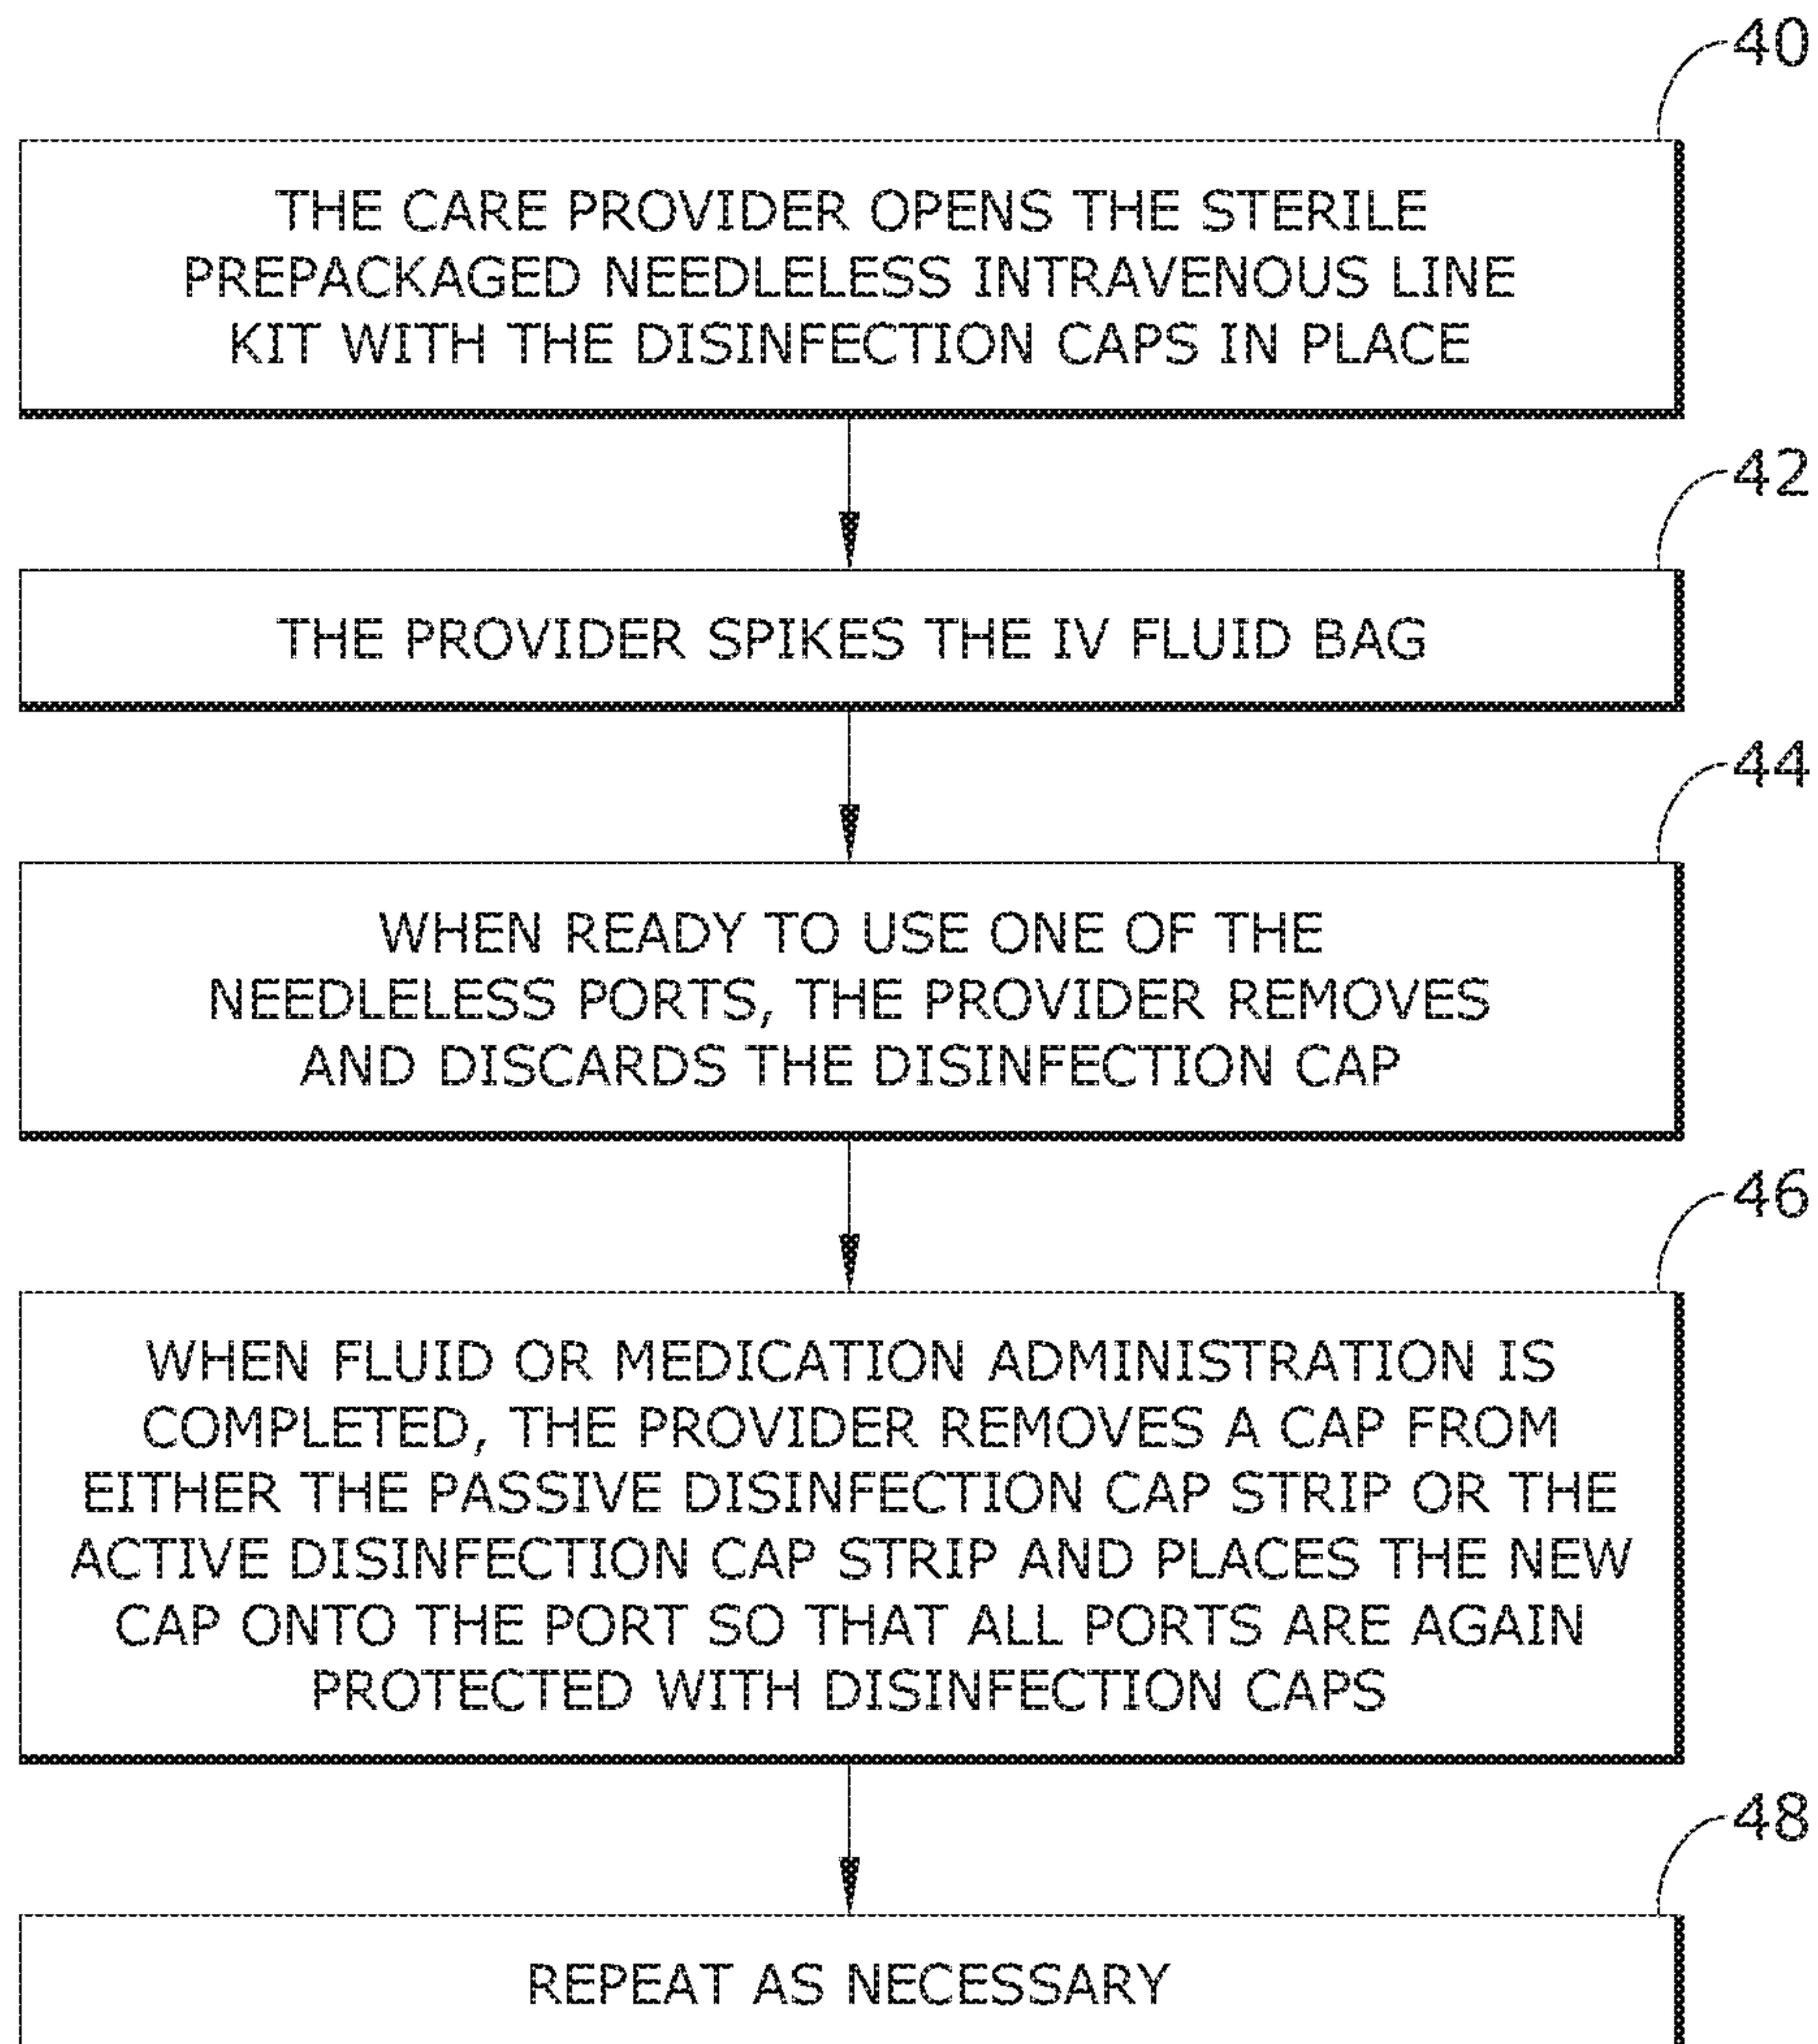 40
THE CARE PROVIDER OPENS THE STERILE
PREPACKAGED NEEDLELESS INTRAVENOUS LINE
KIT WITH THE DISINFECTION CAPS IN PLACE
42
THE PROVIDER SPIKES THE IV FLUID BAG
44
WHEN READY TO USE ONE OF THE
NEEDLELESS PORTS, THE PROVIDER REMOVES
AND DISCARDS THE DISINFECTION CAP
46
WHEN FLUID OR MEDICATION ADMINISTRATION IS
COMPLETED, THE PROVIDER REMOVES A CAP FROM
EITHER THE PASSIVE DISINFECTION CAP STRIP OR THE
ACTIVE DISINFECTION CAP STRIP AND PLACES THE NEW
CAP ONTO THE PORT SO THAT ALL PORTS ARE AGAIN
PROTECTED WITH DISINFECTION CAPS
48
REPEAT AS NECESSARY